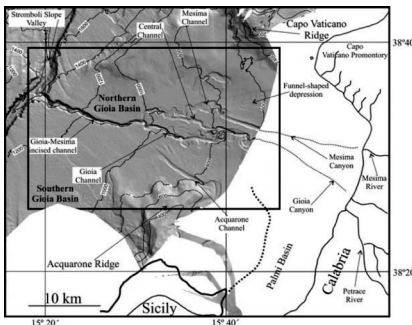 Stromboli Slope
Valley
Central
Channel
Mesima
Channel
Capo Vaticano
Ridge
38°40'
Capo
Vaticano Promontory
Funnel-shaped
depression
Northern
Gioia Basin
Gioia-Mesima
incised channel
Mesima
Canyon
Mesima
River
Gioia
Channel
Gioia
Canyon
Southern
Gioia Basin
Acquarone
Channel
Acquarone Ridge
Palmi Basin
Calabria
38°20'
Petrace
River
10 km
Sicily
15°20'
15°40'